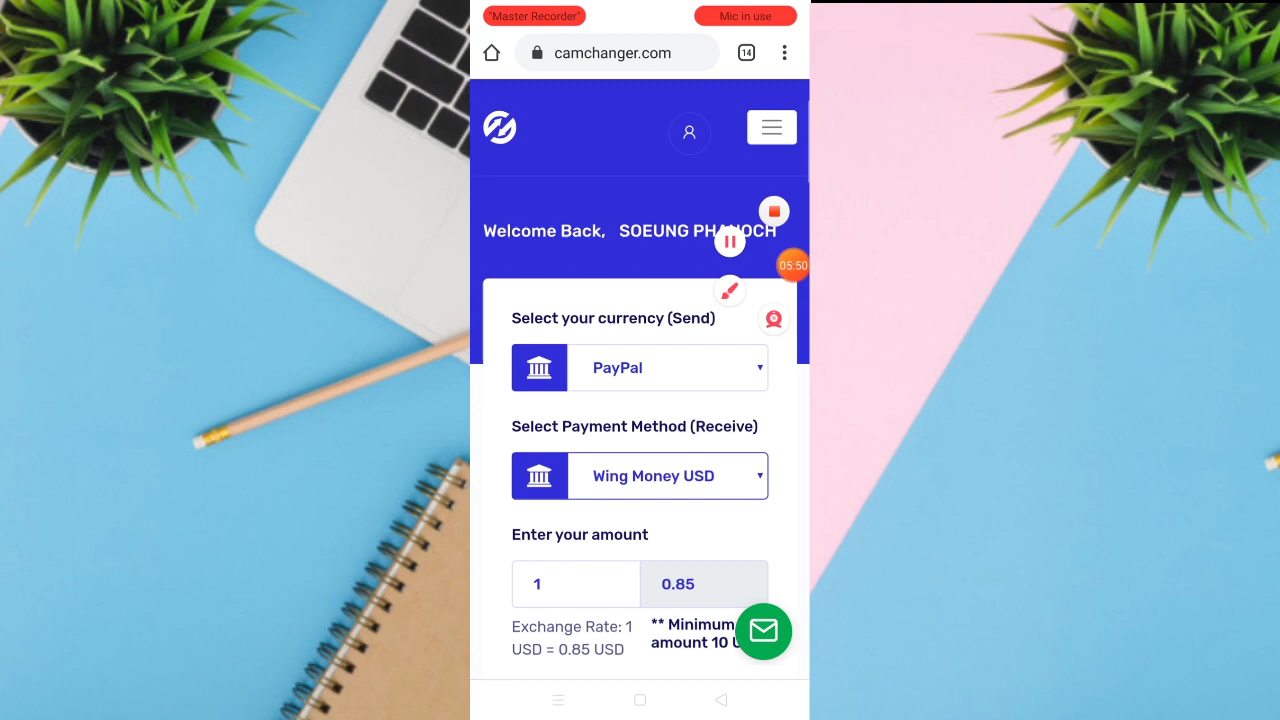 "Master Recorder"
Mic in use
camchanger.com
14
Welcome Back, SOEUNG
05:50
Select your currency (Send)
PayPal
Select Payment Method (Receive)
Wing Money USD
Enter your amount
1
0.85
Exchange Rate: 1
USD = 0.85 USD
** Minimum
amount 10